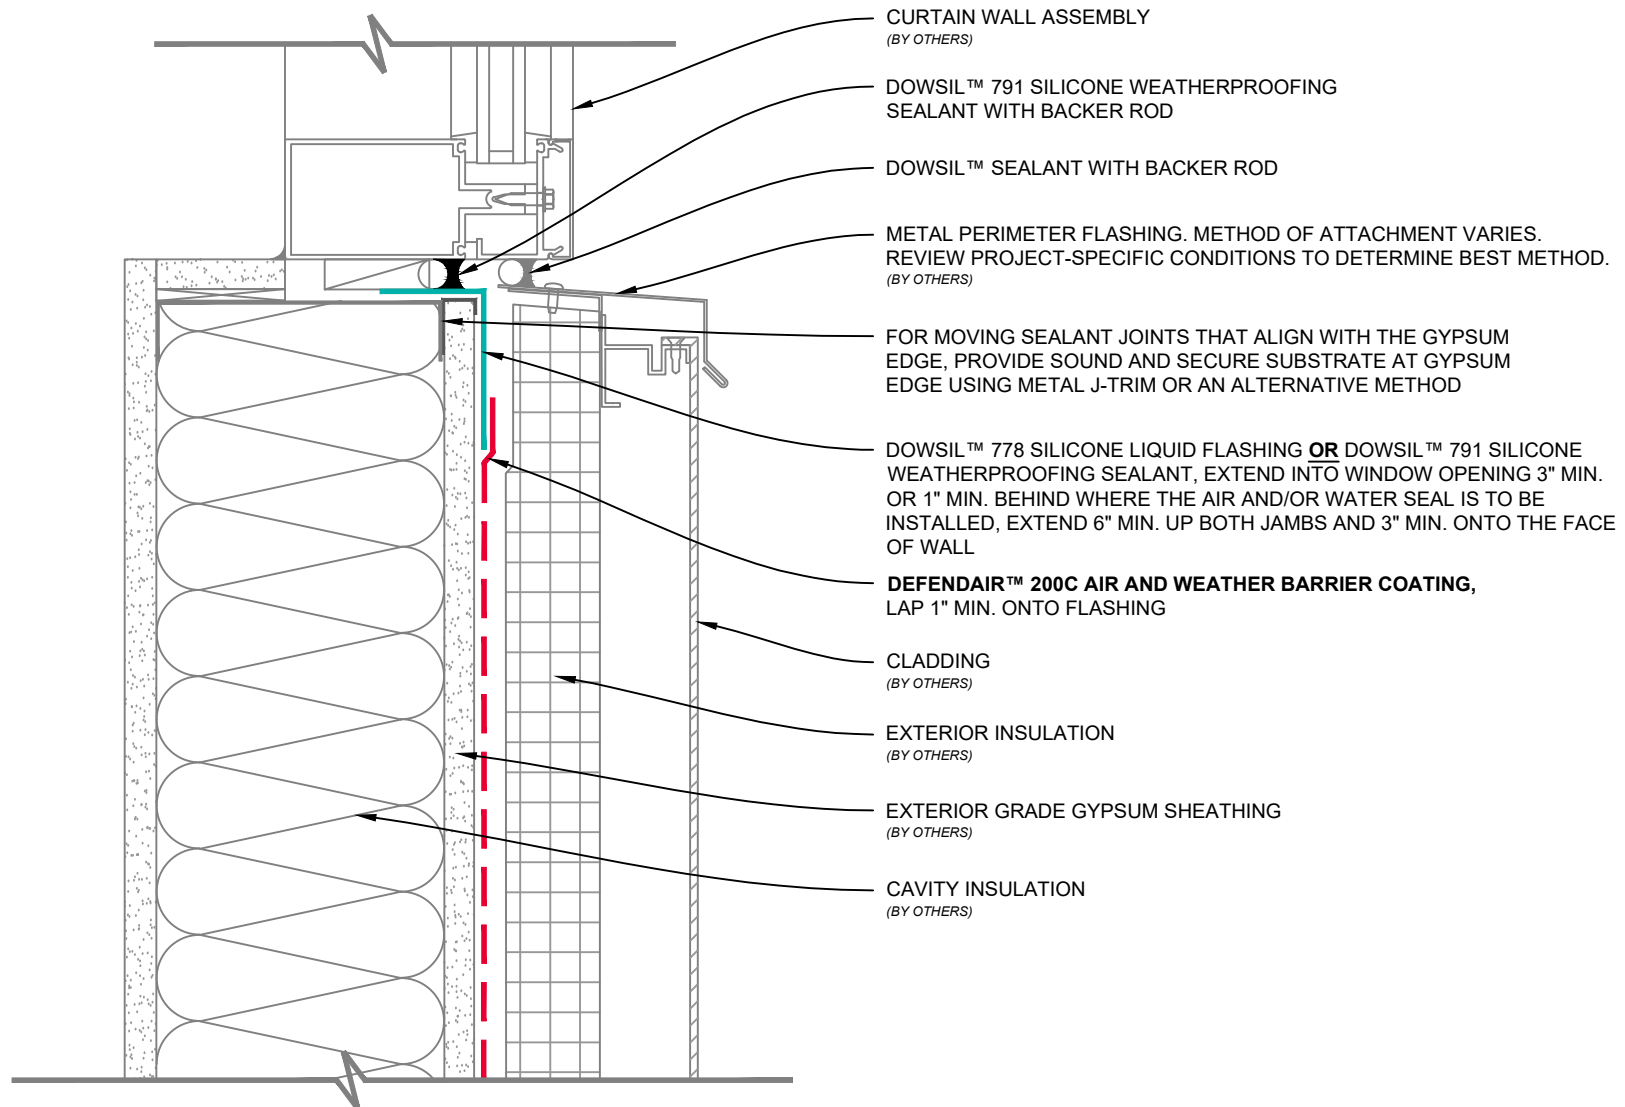 CURTAIN WALL ASSEMBLY
(BY OTHERS)
DOWSIL™ 791 SILICONE WEATHERPROOFING
SEALANT WITH BACKER ROD
DOWSIL™ SEALANT WITH BACKER ROD
METAL PERIMETER FLASHING. METHOD OF ATTACHMENT VARIES.
REVIEW PROJECT-SPECIFIC CONDITIONS TO DETERMINE BEST METHOD.
(BY OTHERS)
FOR MOVING SEALANT JOINTS THAT ALIGN WITH THE GYPSUM
EDGE, PROVIDE SOUND AND SECURE SUBSTRATE AT GYPSUM
EDGE USING METAL J-TRIM OR AN ALTERNATIVE METHOD
DOWSIL™ 778 SILICONE LIQUID FLASHING OR DOWSIL™ 791 SILICONE
WEATHERPROOFING SEALANT, EXTEND INTO WINDOW OPENING 3" MIN.
OR 1" MIN. BEHIND WHERE THE AIR AND/OR WATER SEAL IS TO BE
INSTALLED, EXTEND 6" MIN. UP BOTH JAMBS AND 3" MIN. ONTO THE FACE
OF WALL
DEFENDAIR™ 200C AIR AND WEATHER BARRIER COATING,
LAP 1" MIN. ONTO FLASHING
CLADDING
(BY OTHERS)
EXTERIOR INSULATION
(BY OTHERS)
EXTERIOR GRADE GYPSUM SHEATHING
(BY OTHERS)
CAVITY INSULATION
(BY OTHERS)